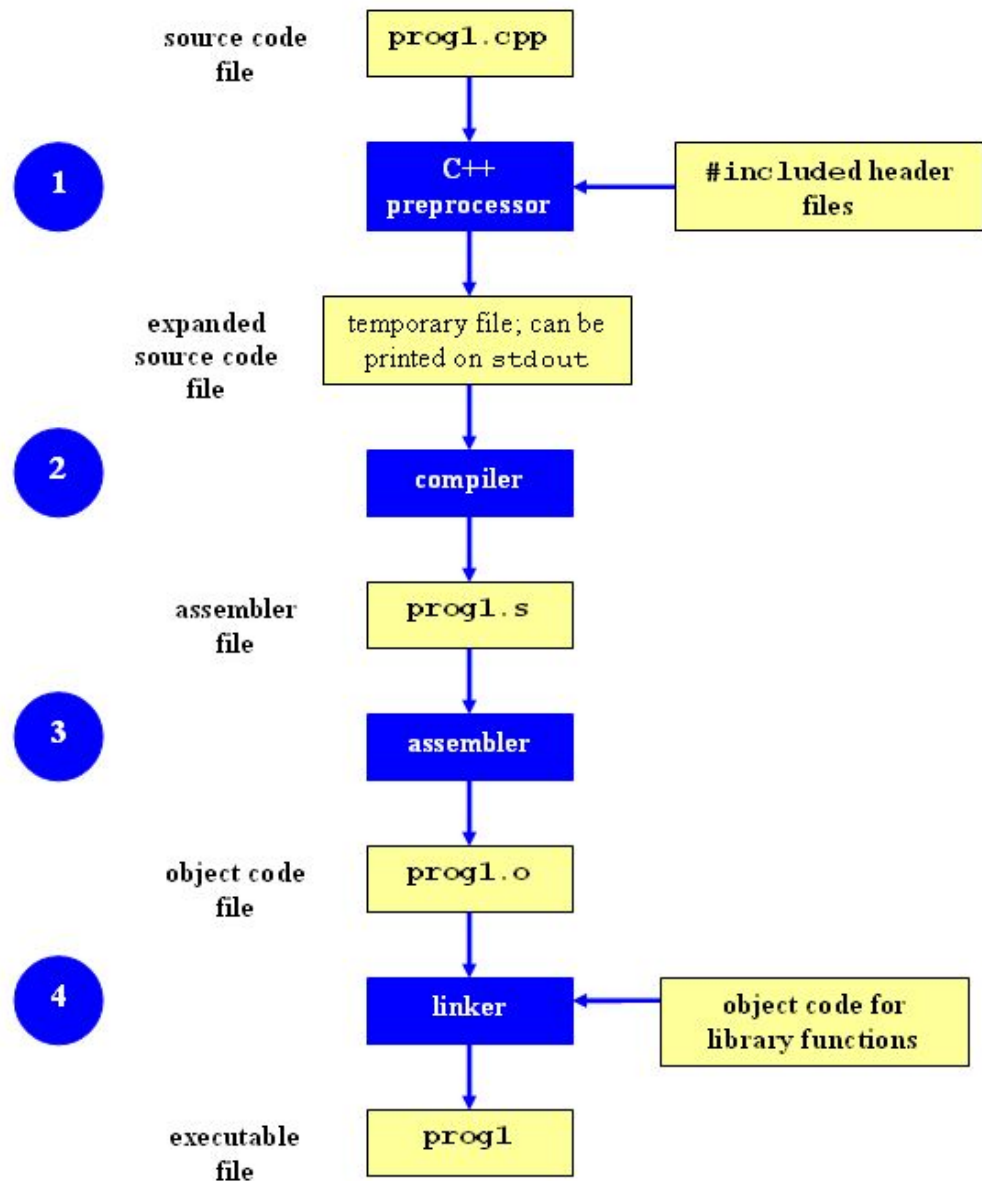 source code
file
prog1.cpp
1
C++
preprocessor
#included header
files
expanded
source code
file
temporary file; can be
printed on stdout
2
compiler
assembler
file
prog1.s
3
assembler
object code
file
prog1.o
4
linker
object code for
library functions
executable
file
prog1